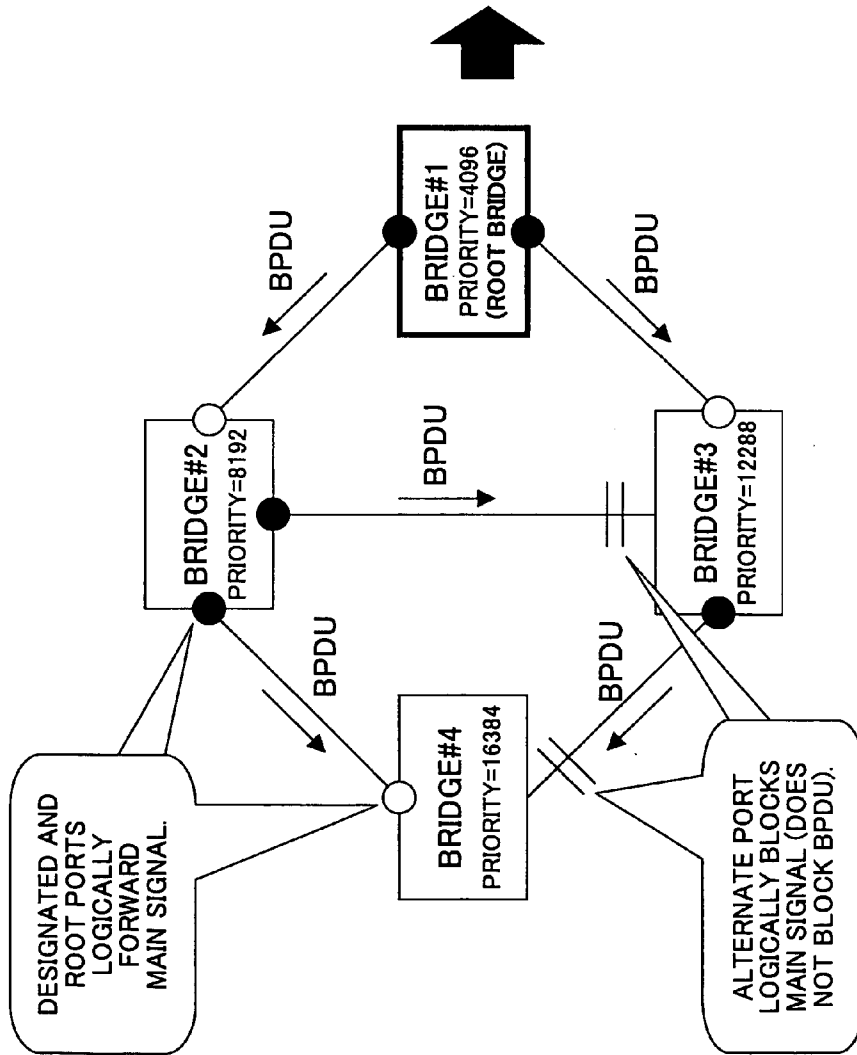 DESIGNATED AND
ROOT PORTS
LOGICALLY
FORWARD
MAIN SIGNAL.
BRIDGE#2
PRIORITY=8192
BPDU
BRIDGE#1
PRIORITY=4096
(ROOT BRIDGE)
BPDU
BPDU
BPDU
BRIDGE#4
PRIORITY=16384
BPDU
BRIDGE#3
PRIORITY=12288
ALTERNATE PORT
LOGICALLY BLOCKS
MAIN SIGNAL (DOES
NOT BLOCK BPDU).